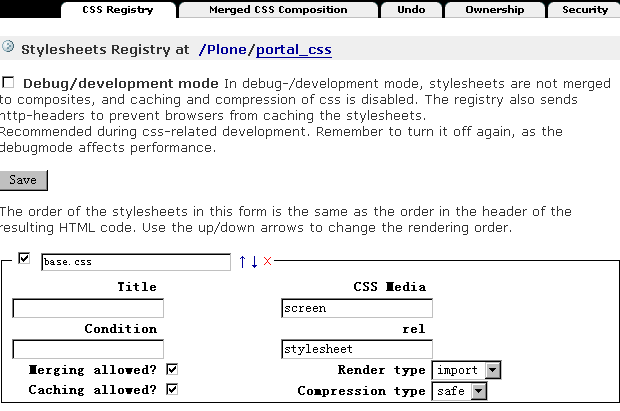 CSS Registry Merged CSS Composition Undo Ownership Security
Stylesheets Registry at /Plone/portal_css
Debug/development mode In debug-/development mode, stylesheets are not merged
to composites, and caching and compression of css is disabled. The registry also sends
http-headers to prevent browsers from caching the stylesheets.
Recommended during css-related development. Remember to turn it off again, as the
debugmode affects performance.
Save
The order of the stylesheets in this form is the same as the order in the header of the
resulting HTML code. Use the up/down arrows to change the rendering order.
base.css ↑ ↓ ×
Title CSS Media
screen
Condition rel
stylesheet
Merging allowed? Render type import
Caching allowed? Compression type safe